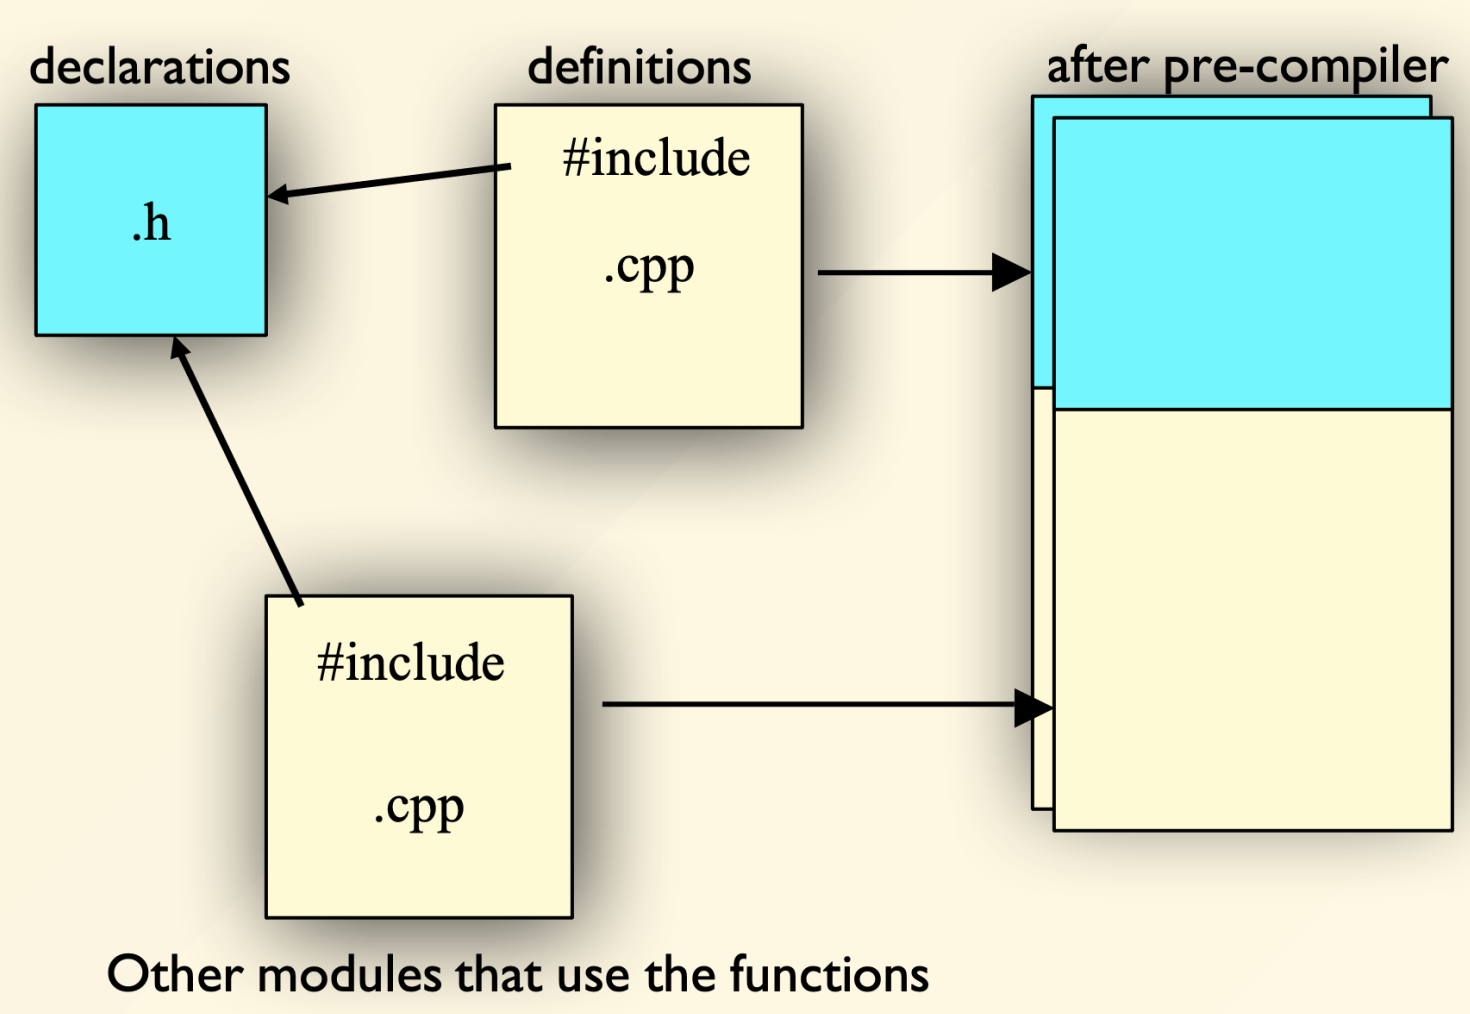 declarations
definitions
after pre-compiler
.h
#include
.cpp
#include
.cpp
Other modules that use the functions